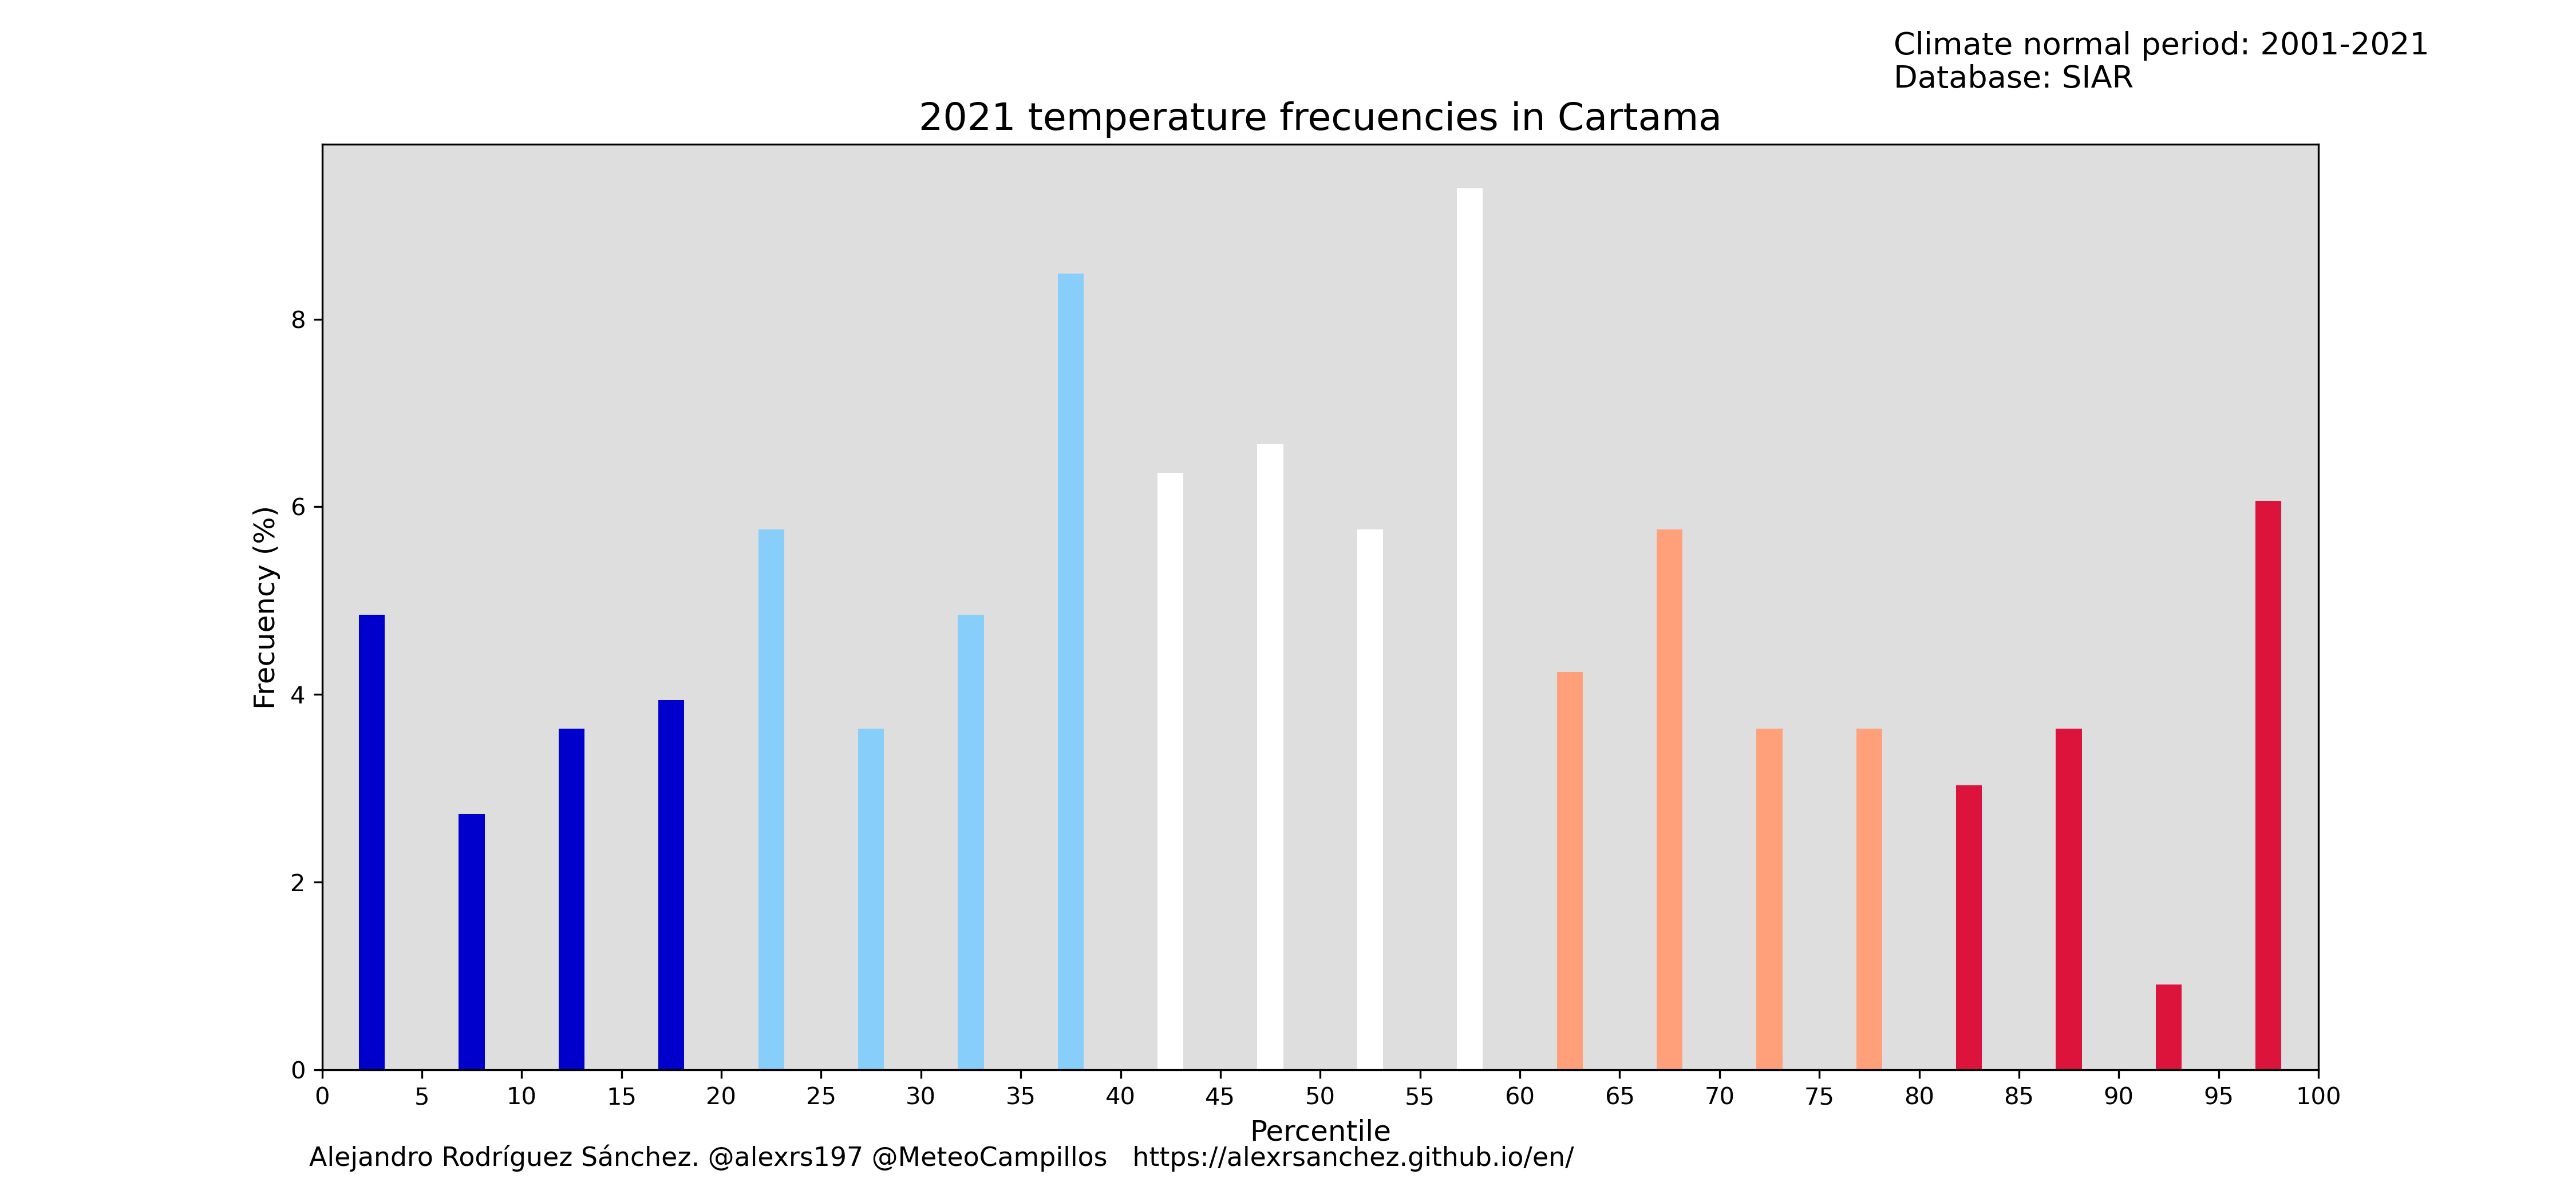 Climate normal period: 2001-2021
Database: SIAR
2021 temperature frecuencies in Cartama
Frecuency (%)
8
6
4
2
0
0 5 10 15 20 25 30 35 40 45 50 55 60 65 70 75 80 85 90 95 100
Percentile
Alejandro Rodríguez Sánchez. @alexrs197 @MeteoCampillos https://alexrsanchez.github.io/en/